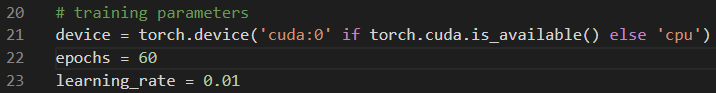 20 # training parameters
21 device = torch.device('cuda:0' if torch.cuda.is_available() else 'cpu')
22 epochs = 60
23 learning_rate = 0.01